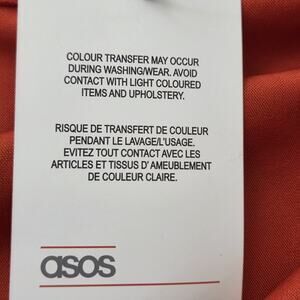 COLOUR TRANSFER MAY OCCUR
DURING WASHING/WEAR. AVOID
CONTACT WITH LIGHT COLOURED
ITEMS AND UPHOLSTERY.
RISQUE DE TRANSFERT DE COULEUR
PENDANT LE LAVAGE/L'USAGE.
EVITEZ TOUT CONTACT AVEC LES
ARTICLES ET TISSUS D' AMEUBLEMENT
DE COULEUR CLAIRE.
asos